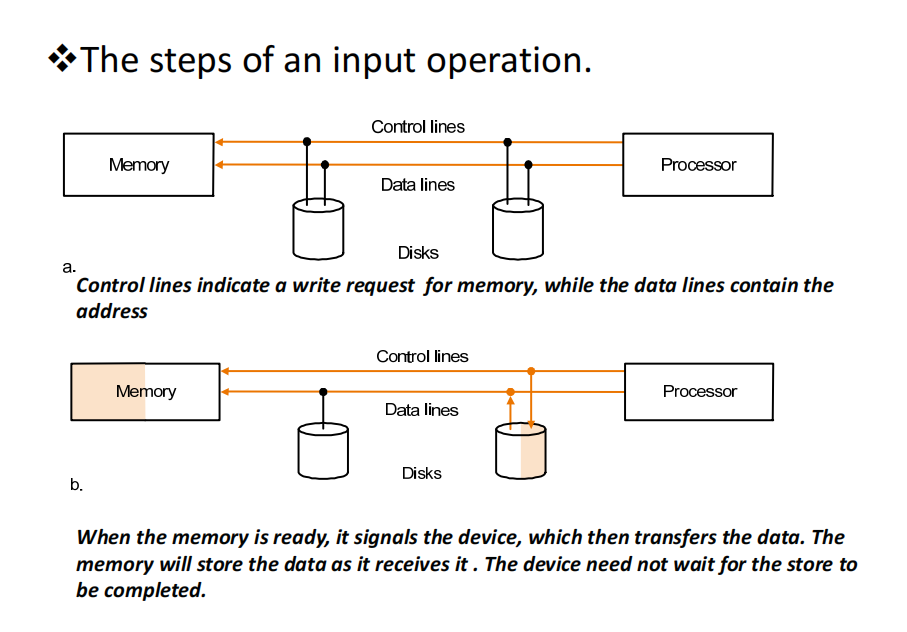 ❖The steps of an input operation.
Control lines
Memory
Processor
Data lines
Disks
a.
Control lines indicate a write request for memory, while the data lines contain the
address
Control lines
Memory
Processor
Data lines
Disks
b.
When the memory is ready, it signals the device, which then transfers the data. The
memory will store the data as it receives it . The device need not wait for the store to
be completed.